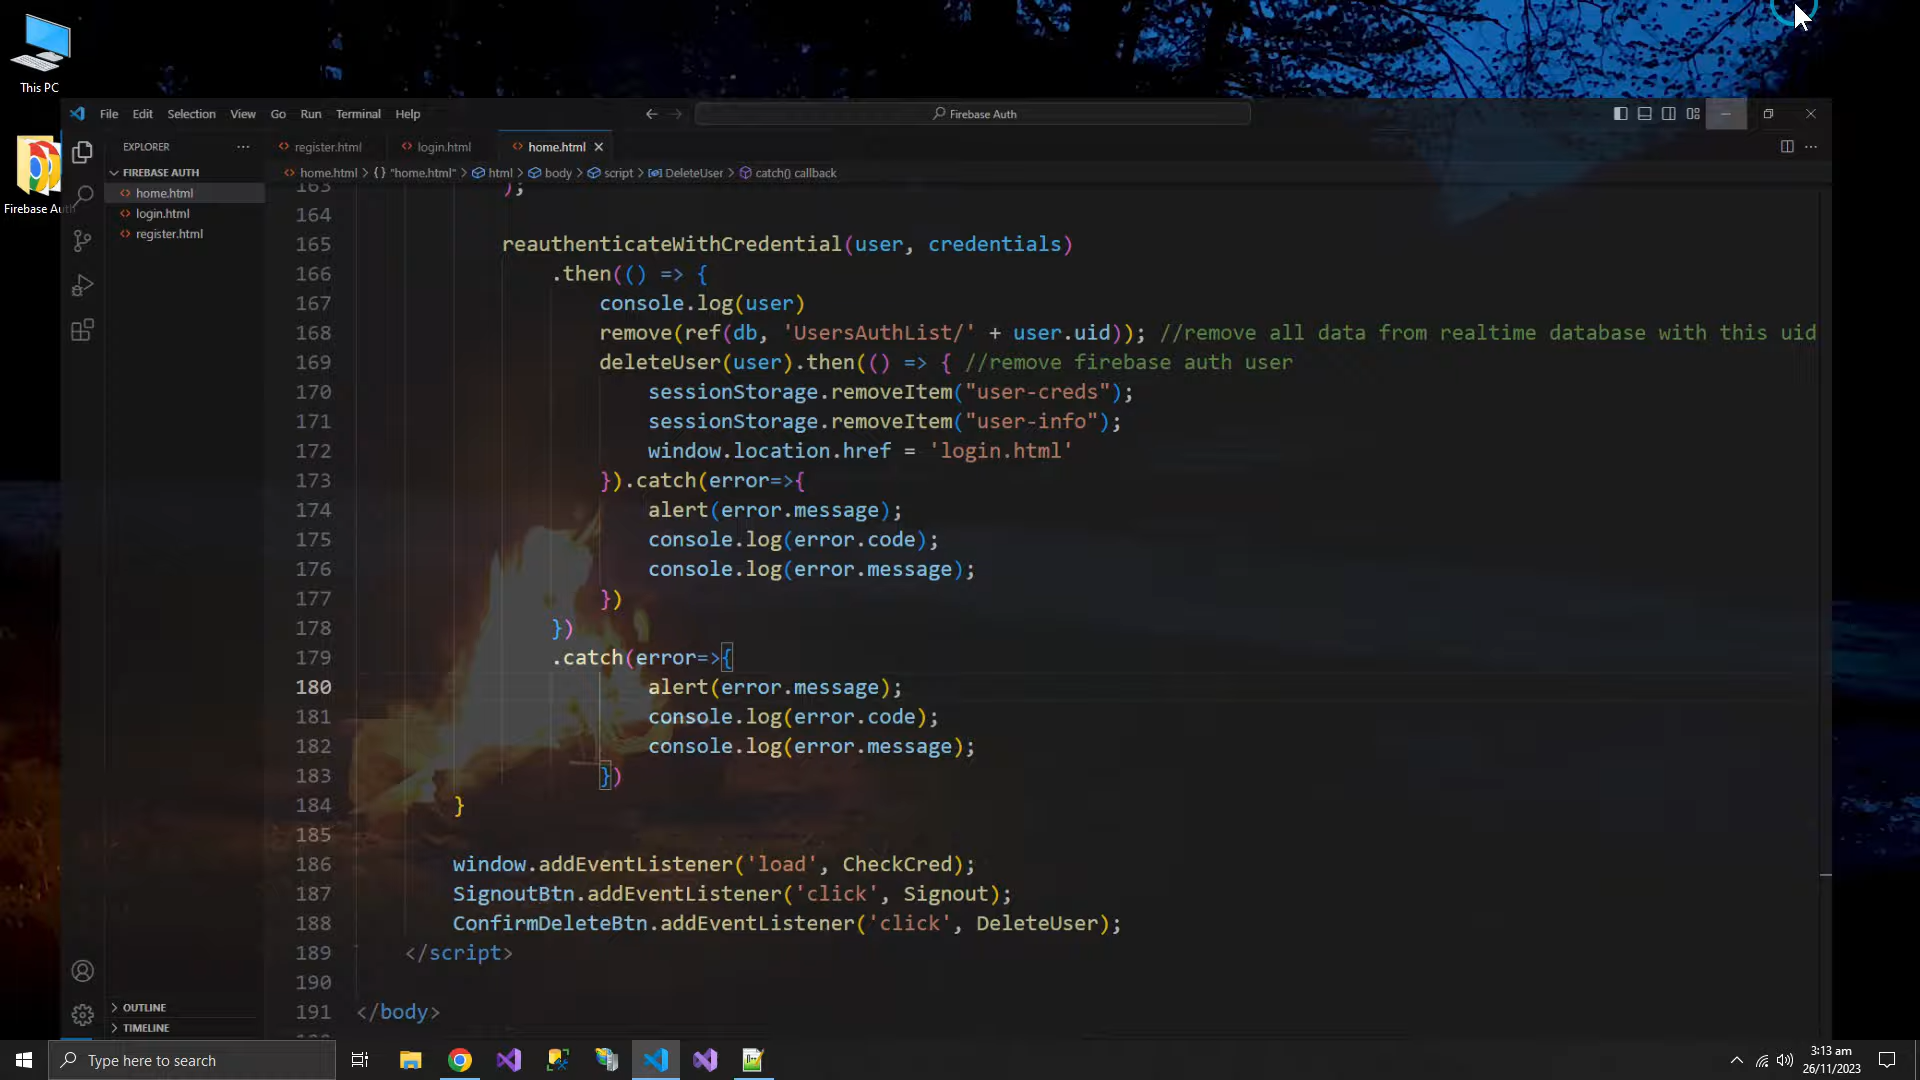 This PC
Firebase Auth
File Edit Selection View Go Run Terminal Help
Firebase Auth
EXPLORER
FIREBASE AUTH
home.html
login.html
register.html
OUTLINE
TIMELINE
register.html login.html home.html
home.html > {} "home.html" > html > body > script > DeleteUser > catch() callback
163 );
164
165 reauthenticateWithCredential(user, credentials)
166 .then(() => {
167 console.log(user)
168 remove(ref(db, 'UsersAuthList/' + user.uid)); //remove all data from realtime database with this uid
169 deleteUser(user).then(() => { //remove firebase auth user
170 sessionStorage.removeItem("user-creds");
171 sessionStorage.removeItem("user-info");
172 window.location.href = 'login.html'
173 }).catch(error=>{
174 alert(error.message);
175 console.log(error.code);
176 console.log(error.message);
177 })
178 })
179 .catch(error=>{
180 alert(error.message);
181 console.log(error.code);
182 console.log(error.message);
183 })
184 }
185
186 window.addEventListener('load', CheckCred);
187 SignoutBtn.addEventListener('click', Signout);
188 ConfirmDeleteBtn.addEventListener('click', DeleteUser);
189 </script>
190
191 </body>
Type here to search
3:13 am
26/11/2023